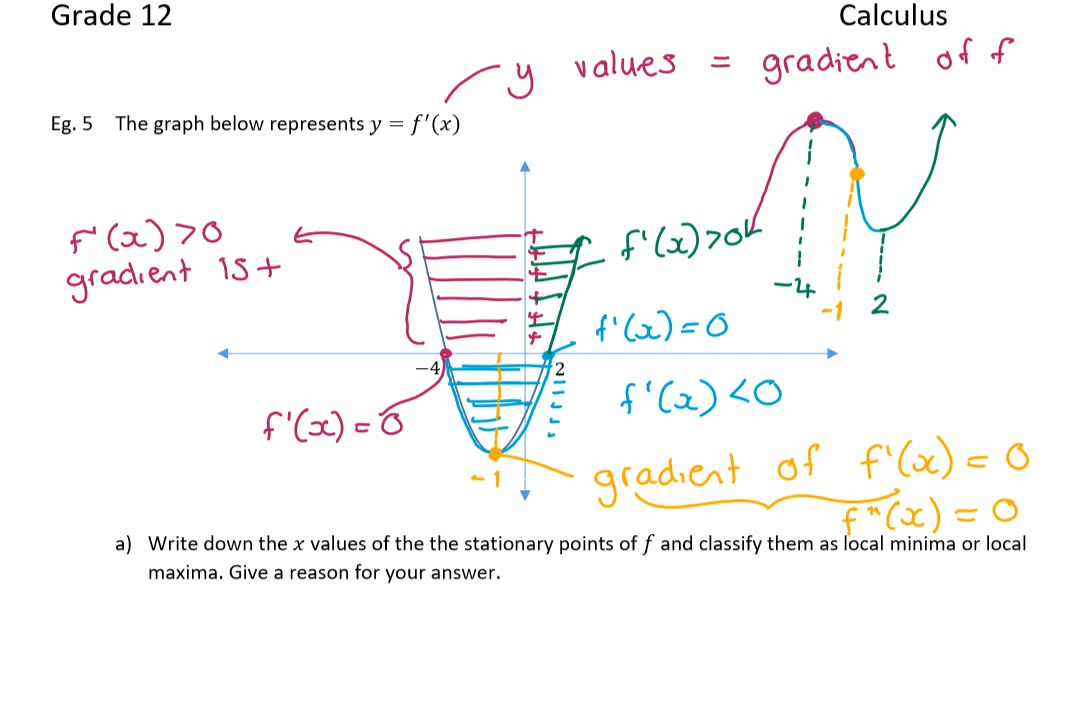 Grade 12 Calculus
y values = gradient of f
Eg. 5 The graph below represents y = f'(x)
f'(x) >0
gradient is +
f'(x)>0
-4
-1
2
f'(x)=0
−4
2
f'(x) <0
f'(x) = 0
-1
gradient of f'(x) = 0
f"(x) = 0
a) Write down the x values of the the stationary points of f and classify them as local minima or local
maxima. Give a reason for your answer.